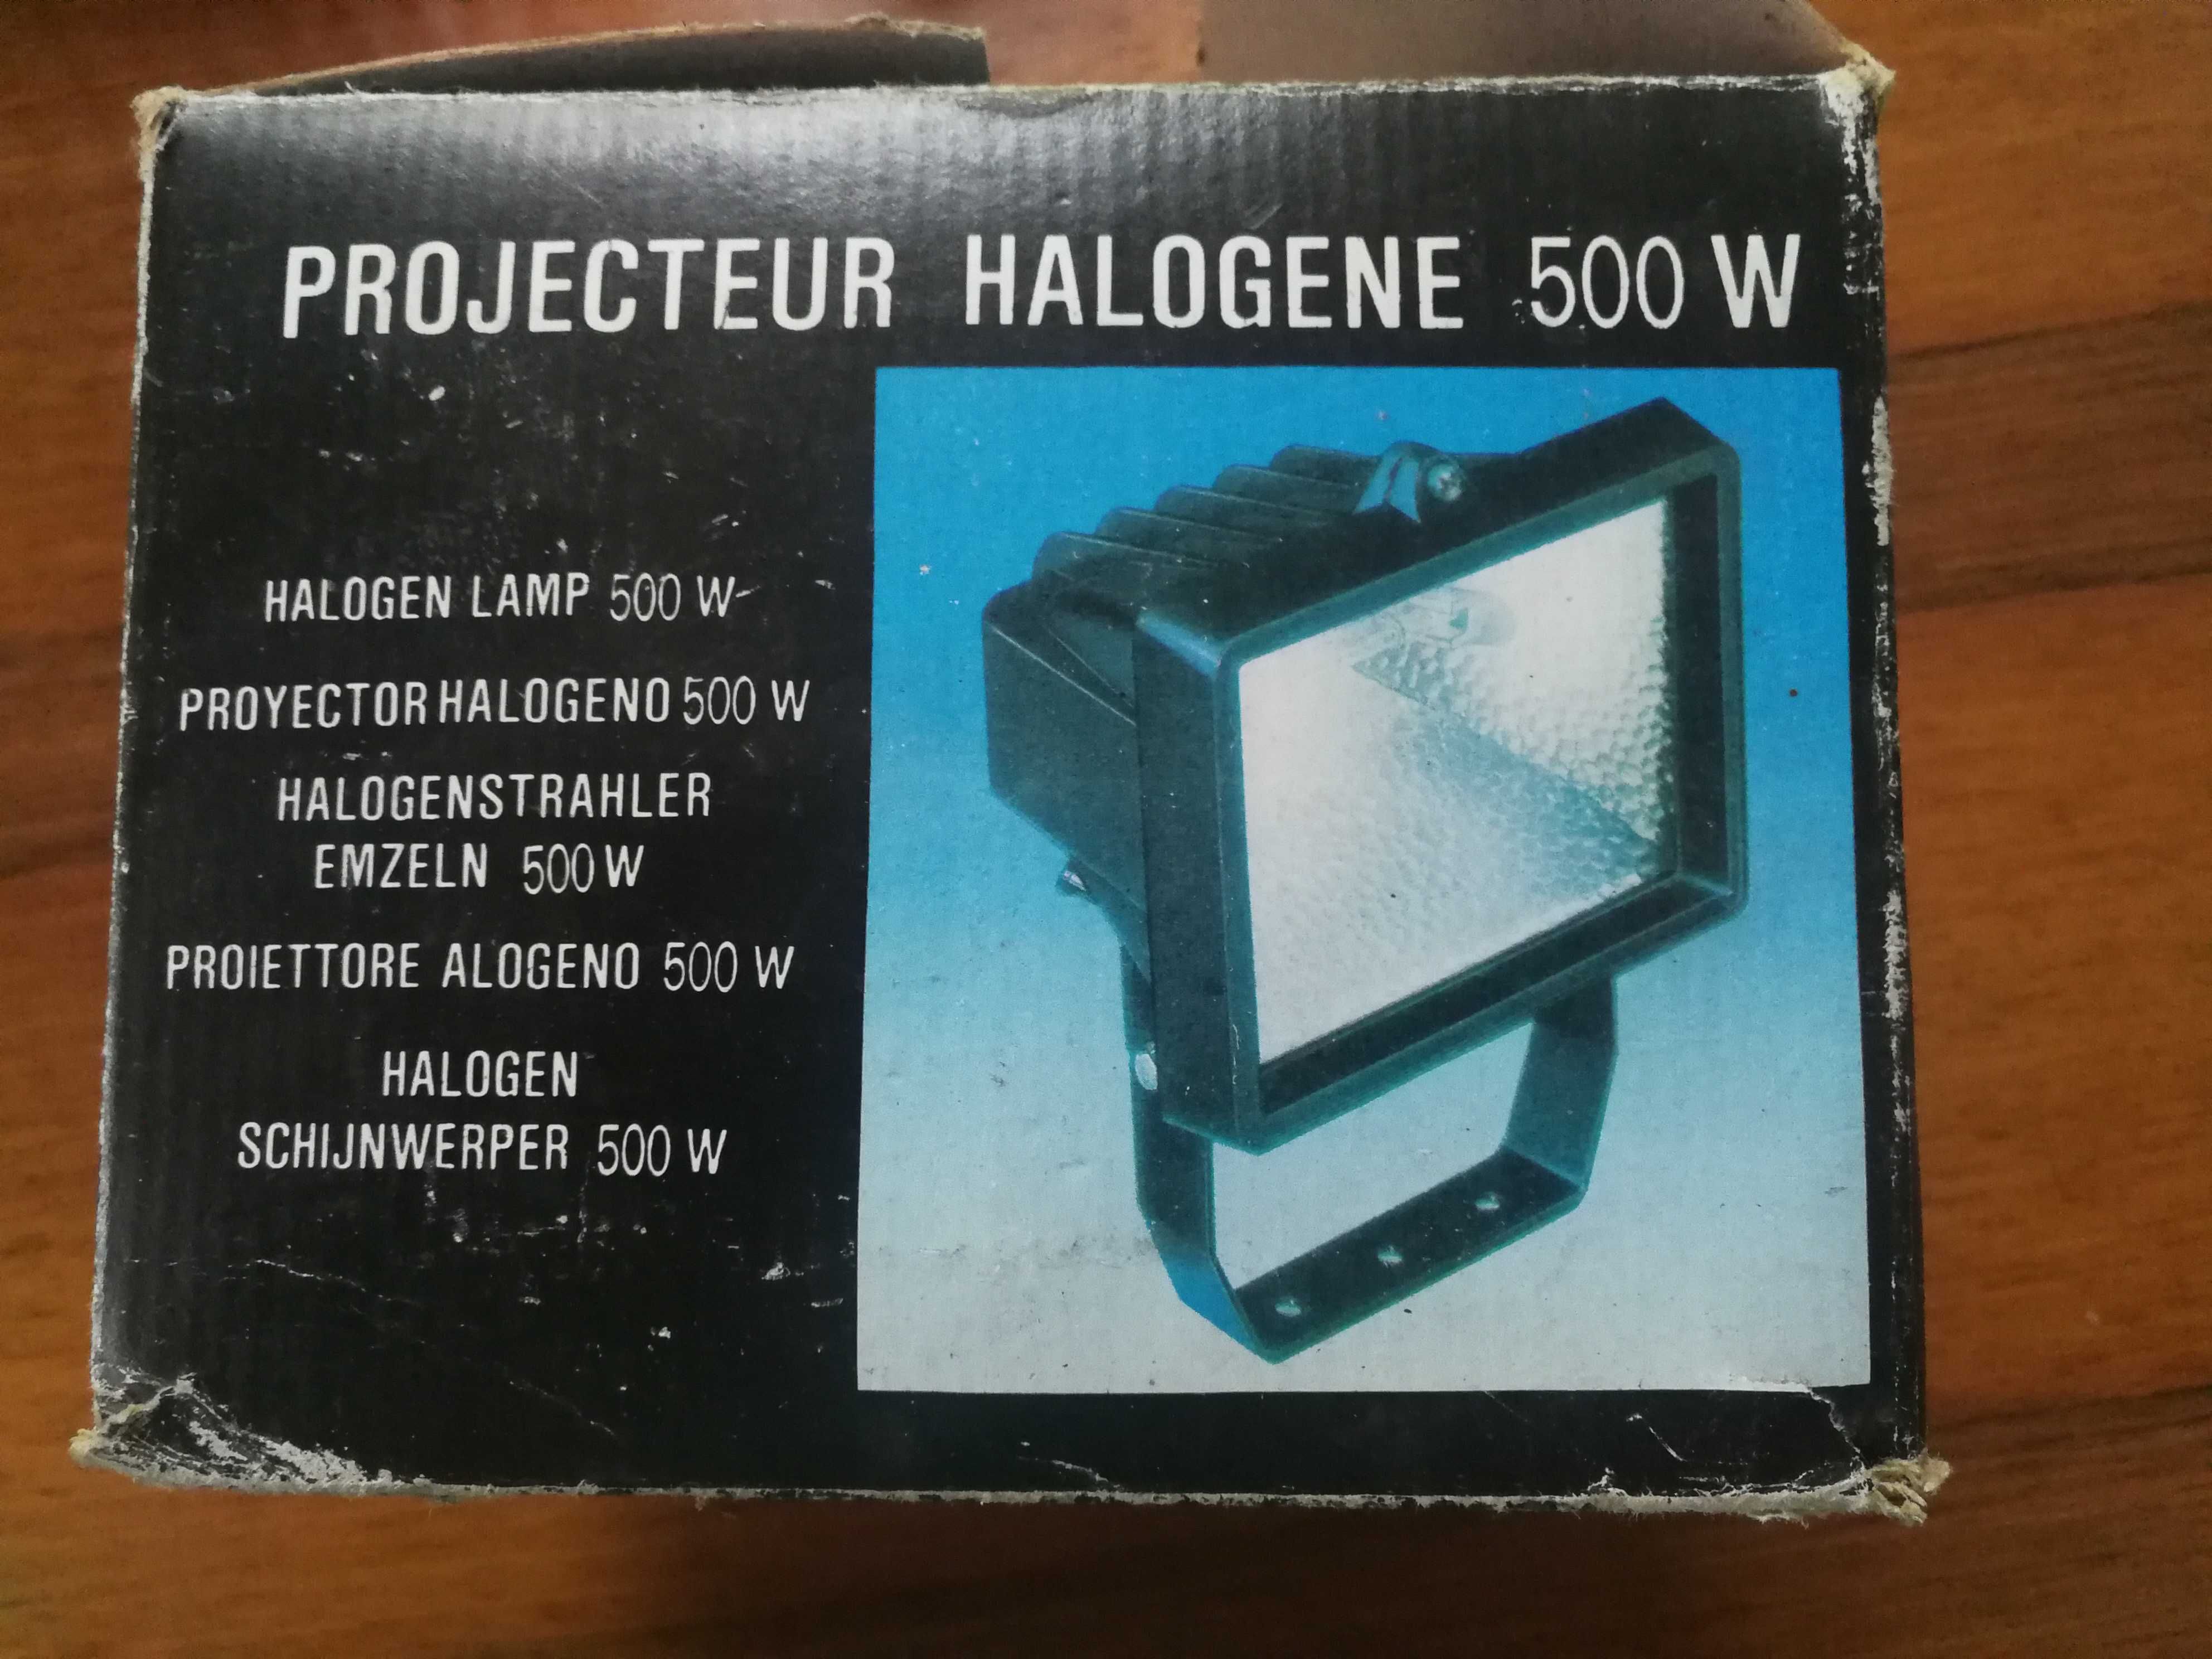 PROJECTEUR HALOGENE 500 W
HALOGEN LAMP 500 W
PROYECTOR HALOGENO 500 W
HALOGENSTRAHLER
EMZELN 500 W
PROIETTORE ALOGENO 500 W
HALOGEN
SCHIJNWERPER 500 W